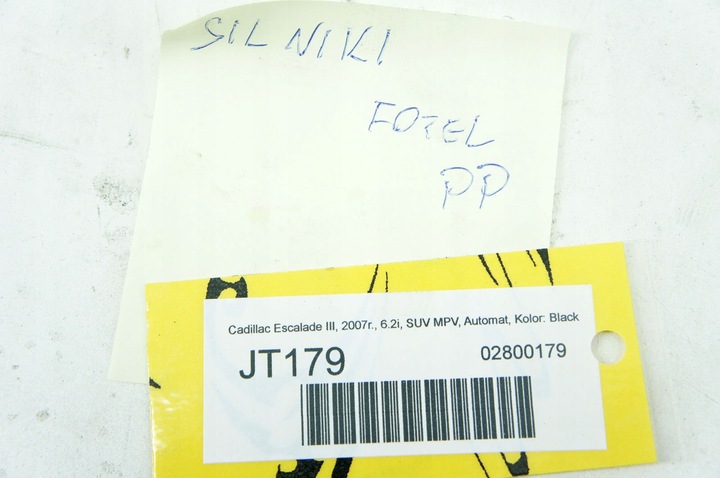 SILNIKI
FOTEL
PP
Cadillac Escalade III, 2007r., 6.2i, SUV MPV, Automat, Kolor: Black
JT179
02800179